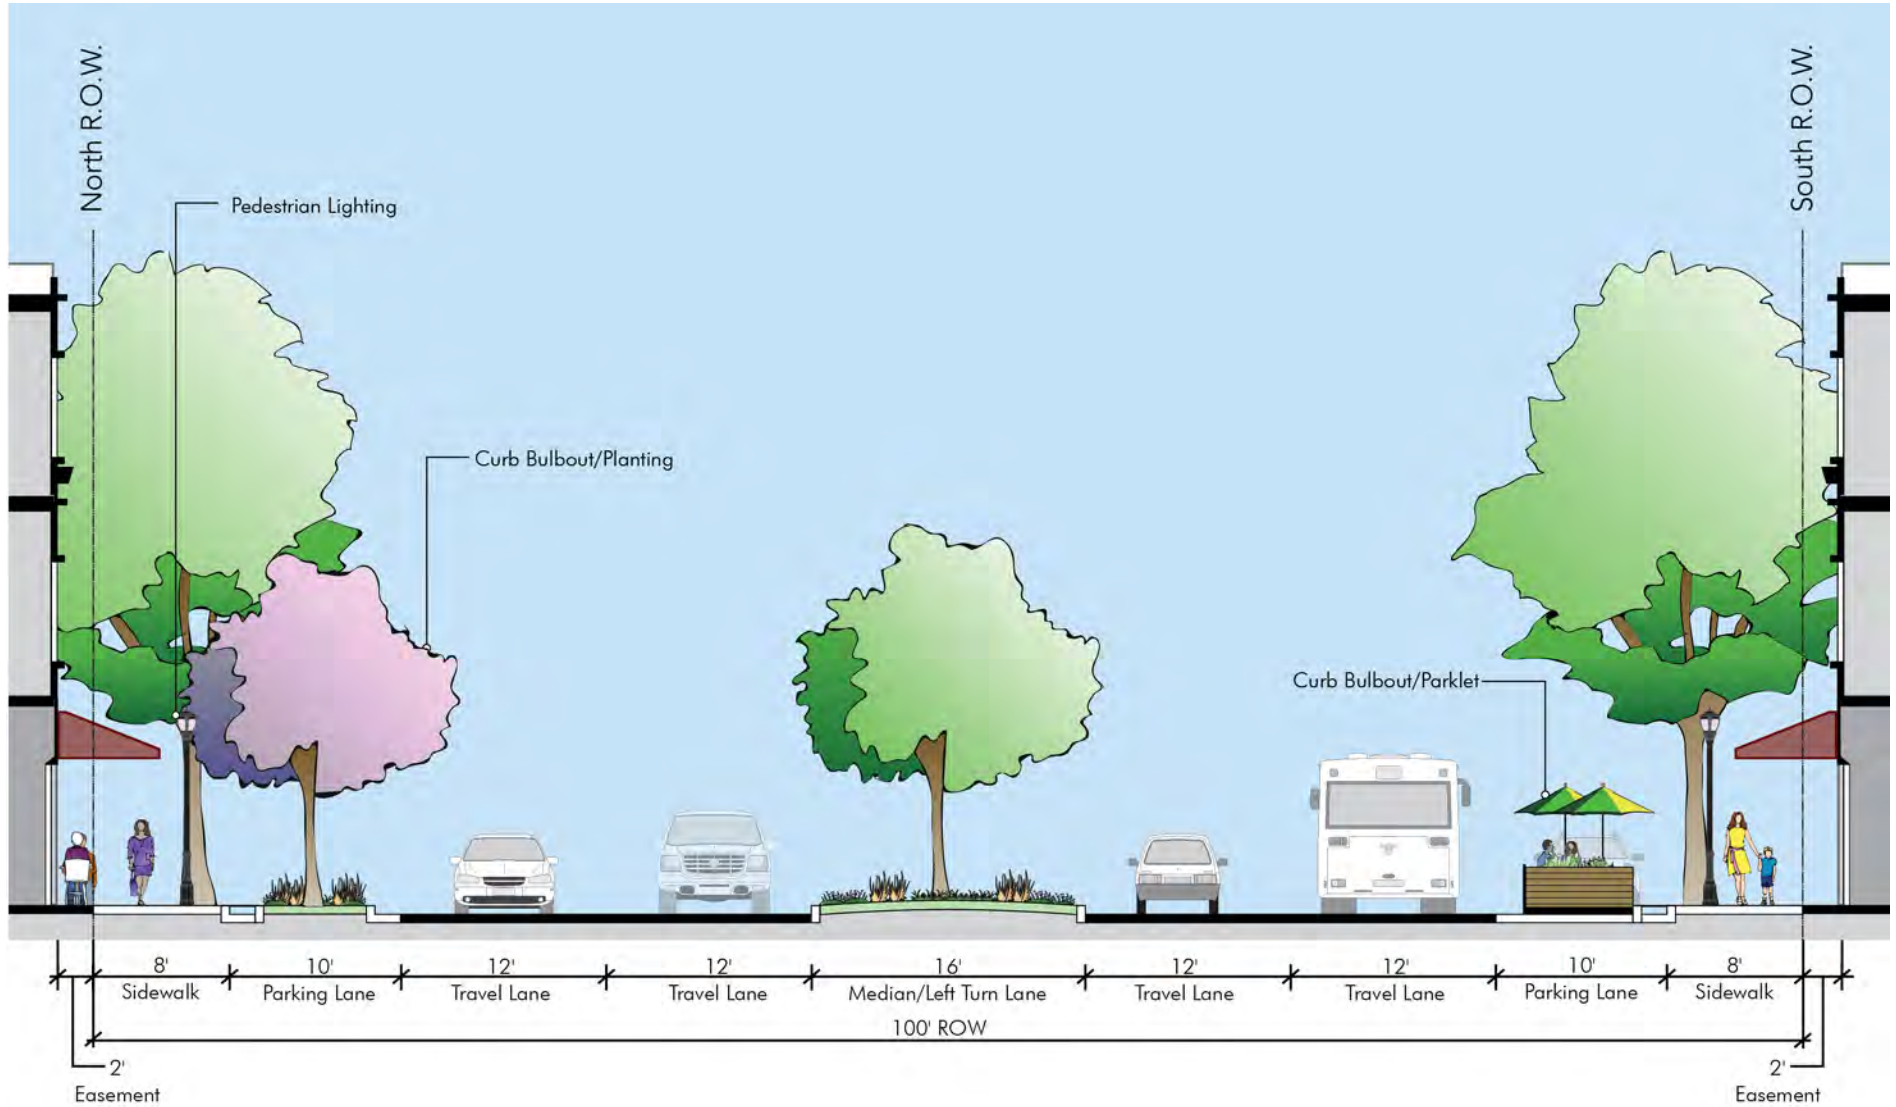 North R.O.W.
South R.O.W.
Pedestrian Lighting
Curb Bulbout/Planting
Curb Bulbout/Parklet
8' 10' 12' 12' 16' 12' 12' 10' 8'
Sidewalk Parking Lane Travel Lane Travel Lane Median/Left Turn Lane Travel Lane Travel Lane Parking Lane Sidewalk
100' ROW
2' 2'
Easement Easement